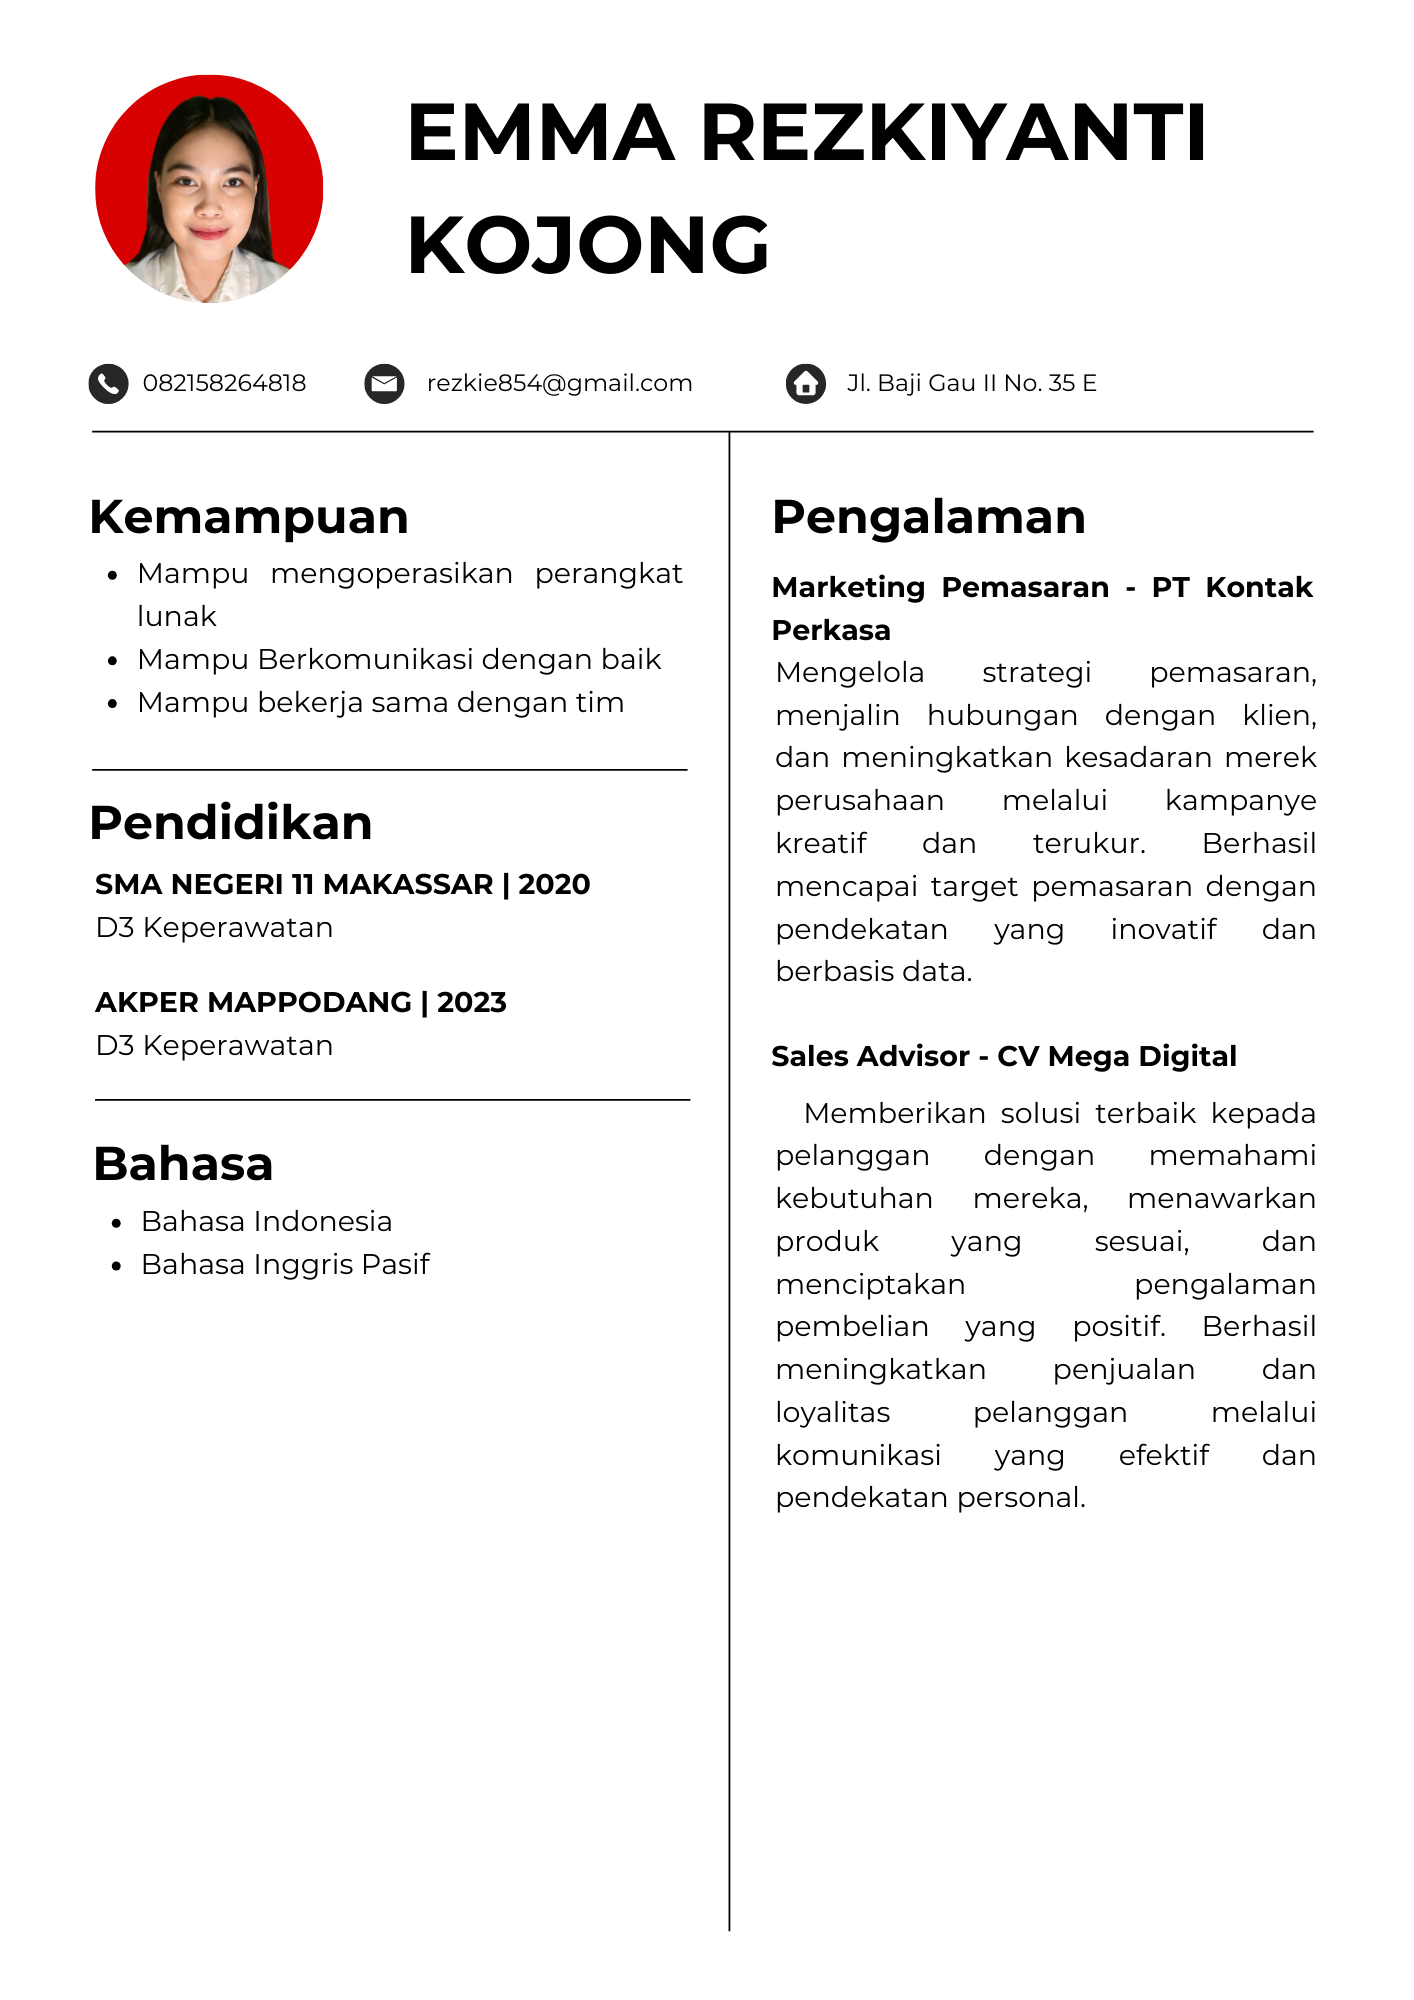 EMMA REZKIYANTI
KOJONG
082158264818
rezkie854@gmail.com
Jl. Baji Gau II No. 35 E
Kemampuan
• Mampu mengoperasikan perangkat
lunak
• Mampu Berkomunikasi dengan baik
• Mampu bekerja sama dengan tim
Pendidikan
SMA NEGERI 11 MAKASSAR | 2020
D3 Keperawatan
AKPER MAPPODANG | 2023
D3 Keperawatan
Bahasa
• Bahasa Indonesia
• Bahasa Inggris Pasif
Pengalaman
Marketing Pemasaran - PT Kontak
Perkasa
Mengelola strategi pemasaran,
menjalin hubungan dengan klien,
dan meningkatkan kesadaran merek
perusahaan melalui kampanye
kreatif dan terukur. Berhasil
mencapai target pemasaran dengan
pendekatan yang inovatif dan
berbasis data.
Sales Advisor - CV Mega Digital
Memberikan solusi terbaik kepada
pelanggan dengan memahami
kebutuhan mereka, menawarkan
produk yang sesuai, dan
menciptakan pengalaman
pembelian yang positif. Berhasil
meningkatkan penjualan dan
loyalitas pelanggan melalui
komunikasi yang efektif dan
pendekatan personal.